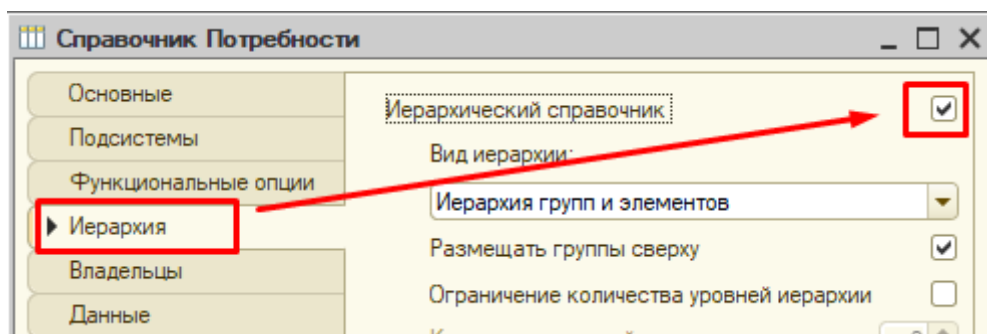 Справочник Потребности
Основные
Подсистемы
Функциональные опции
Иерархия
Владельцы
Данные
Иерархический справочник
Вид иерархии:
Иерархия групп и элементов
Размещать группы сверху
Ограничение количества уровней иерархии